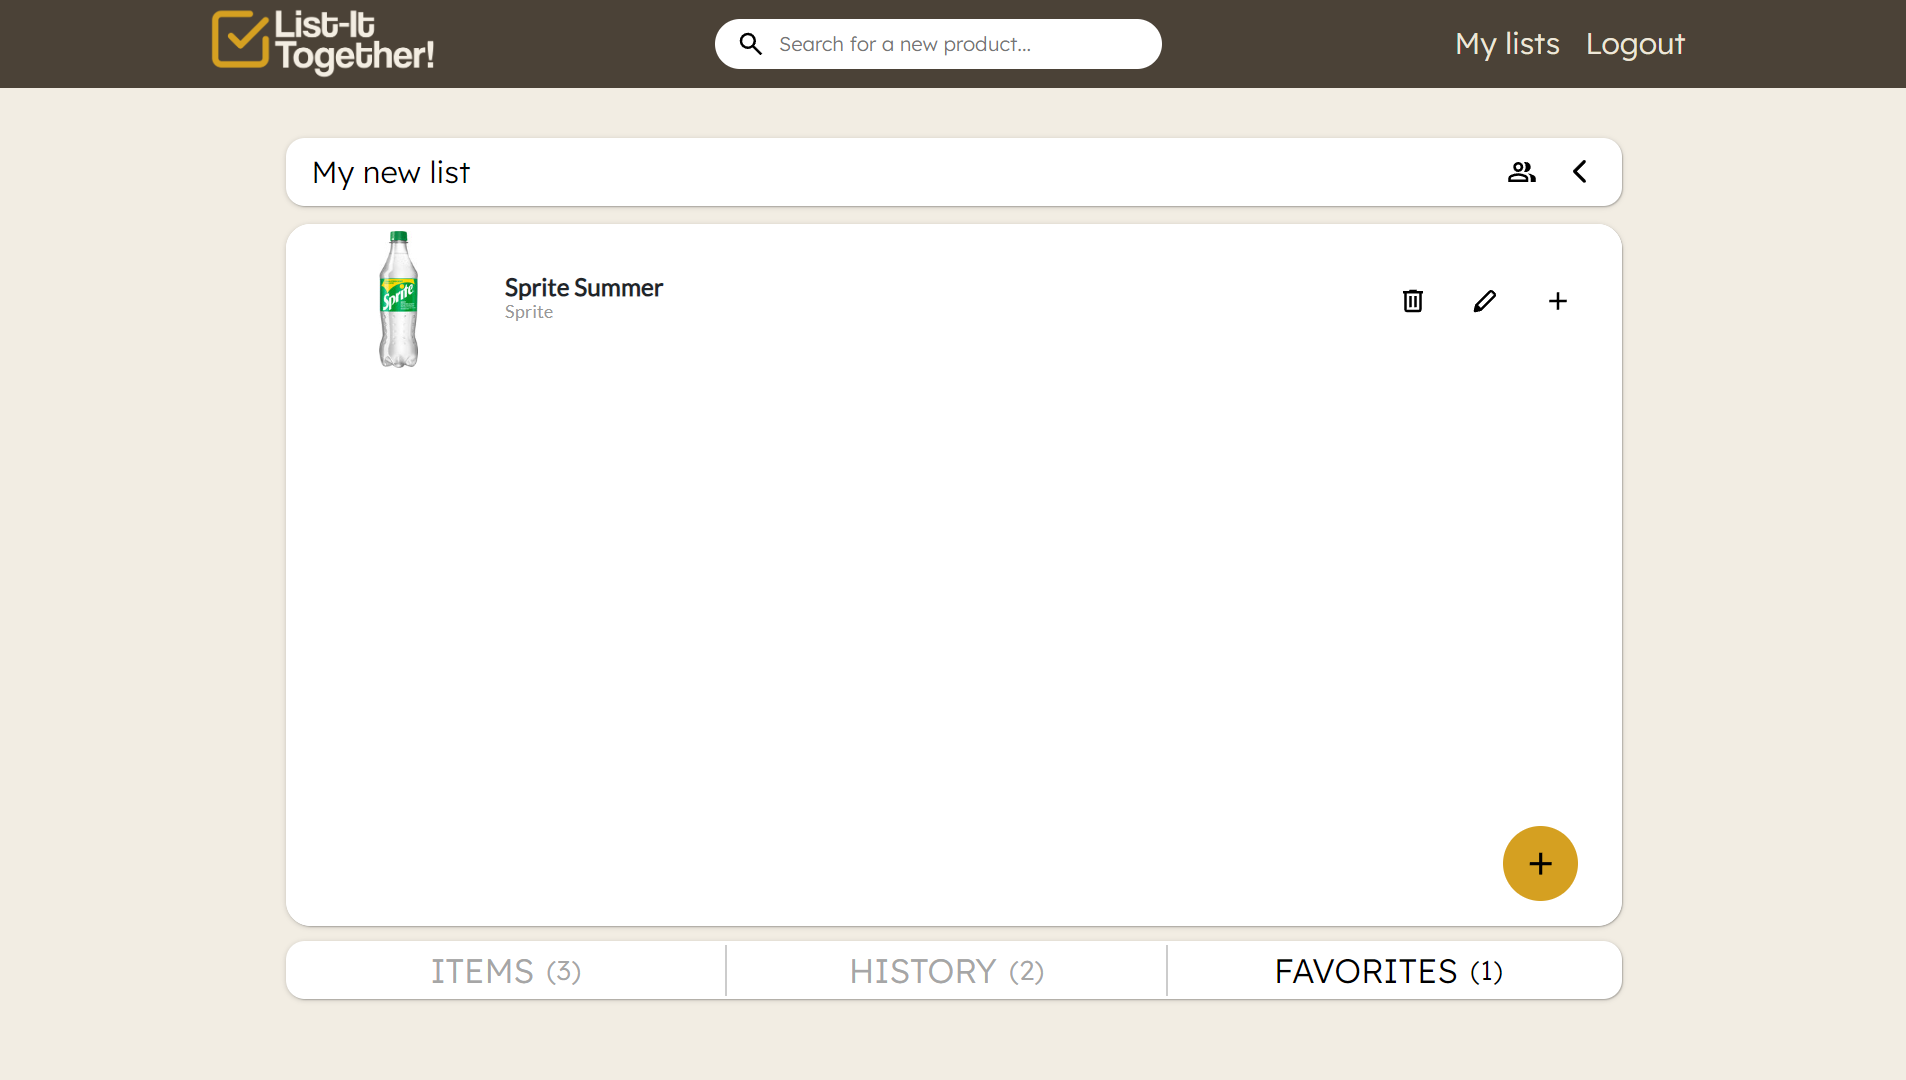 List-It
Together!
Search for a new product...
My lists
Logout
My new list
Sprite
Sprite Summer
Sprite
ITEMS (3)
HISTORY (2)
FAVORITES (1)